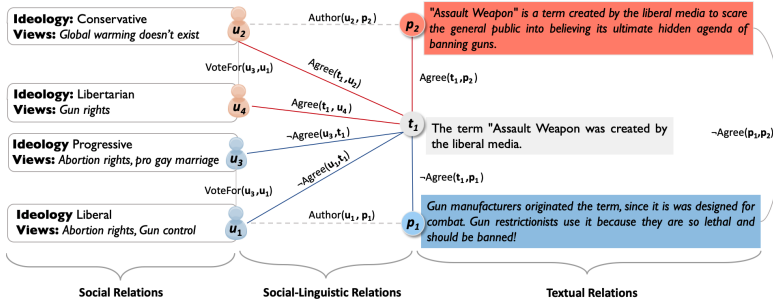 Ideology: Conservative
Views: Global warming doesn't exist
u2
Author(u2, p2)
p2
"Assault Weapon" is a term created by the liberal media to scare
the general public into believing its ultimate hidden agenda of
banning guns.
VoteFor(u3,u1)
Agree(t1,u2)
Agree(t1,p2)
Ideology: Libertarian
Views: Gun rights
u4
Agree(t1, u4)
t1
The term "Assault Weapon was created by
the liberal media.
¬Agree(p1,p2)
Ideology Progressive
Views: Abortion rights, pro gay marriage
u3
¬Agree(u3,t1)
¬Agree(u1,t1)
¬Agree(t1,p1)
VoteFor(u3,u1)
Ideology Liberal
Views: Abortion rights, Gun control
u1
Author(u1, p1)
p1
Gun manufacturers originated the term, since it is was designed for
combat. Gun restrictionists use it because they are so lethal and
should be banned!
Social Relations
Social-Linguistic Relations
Textual Relations